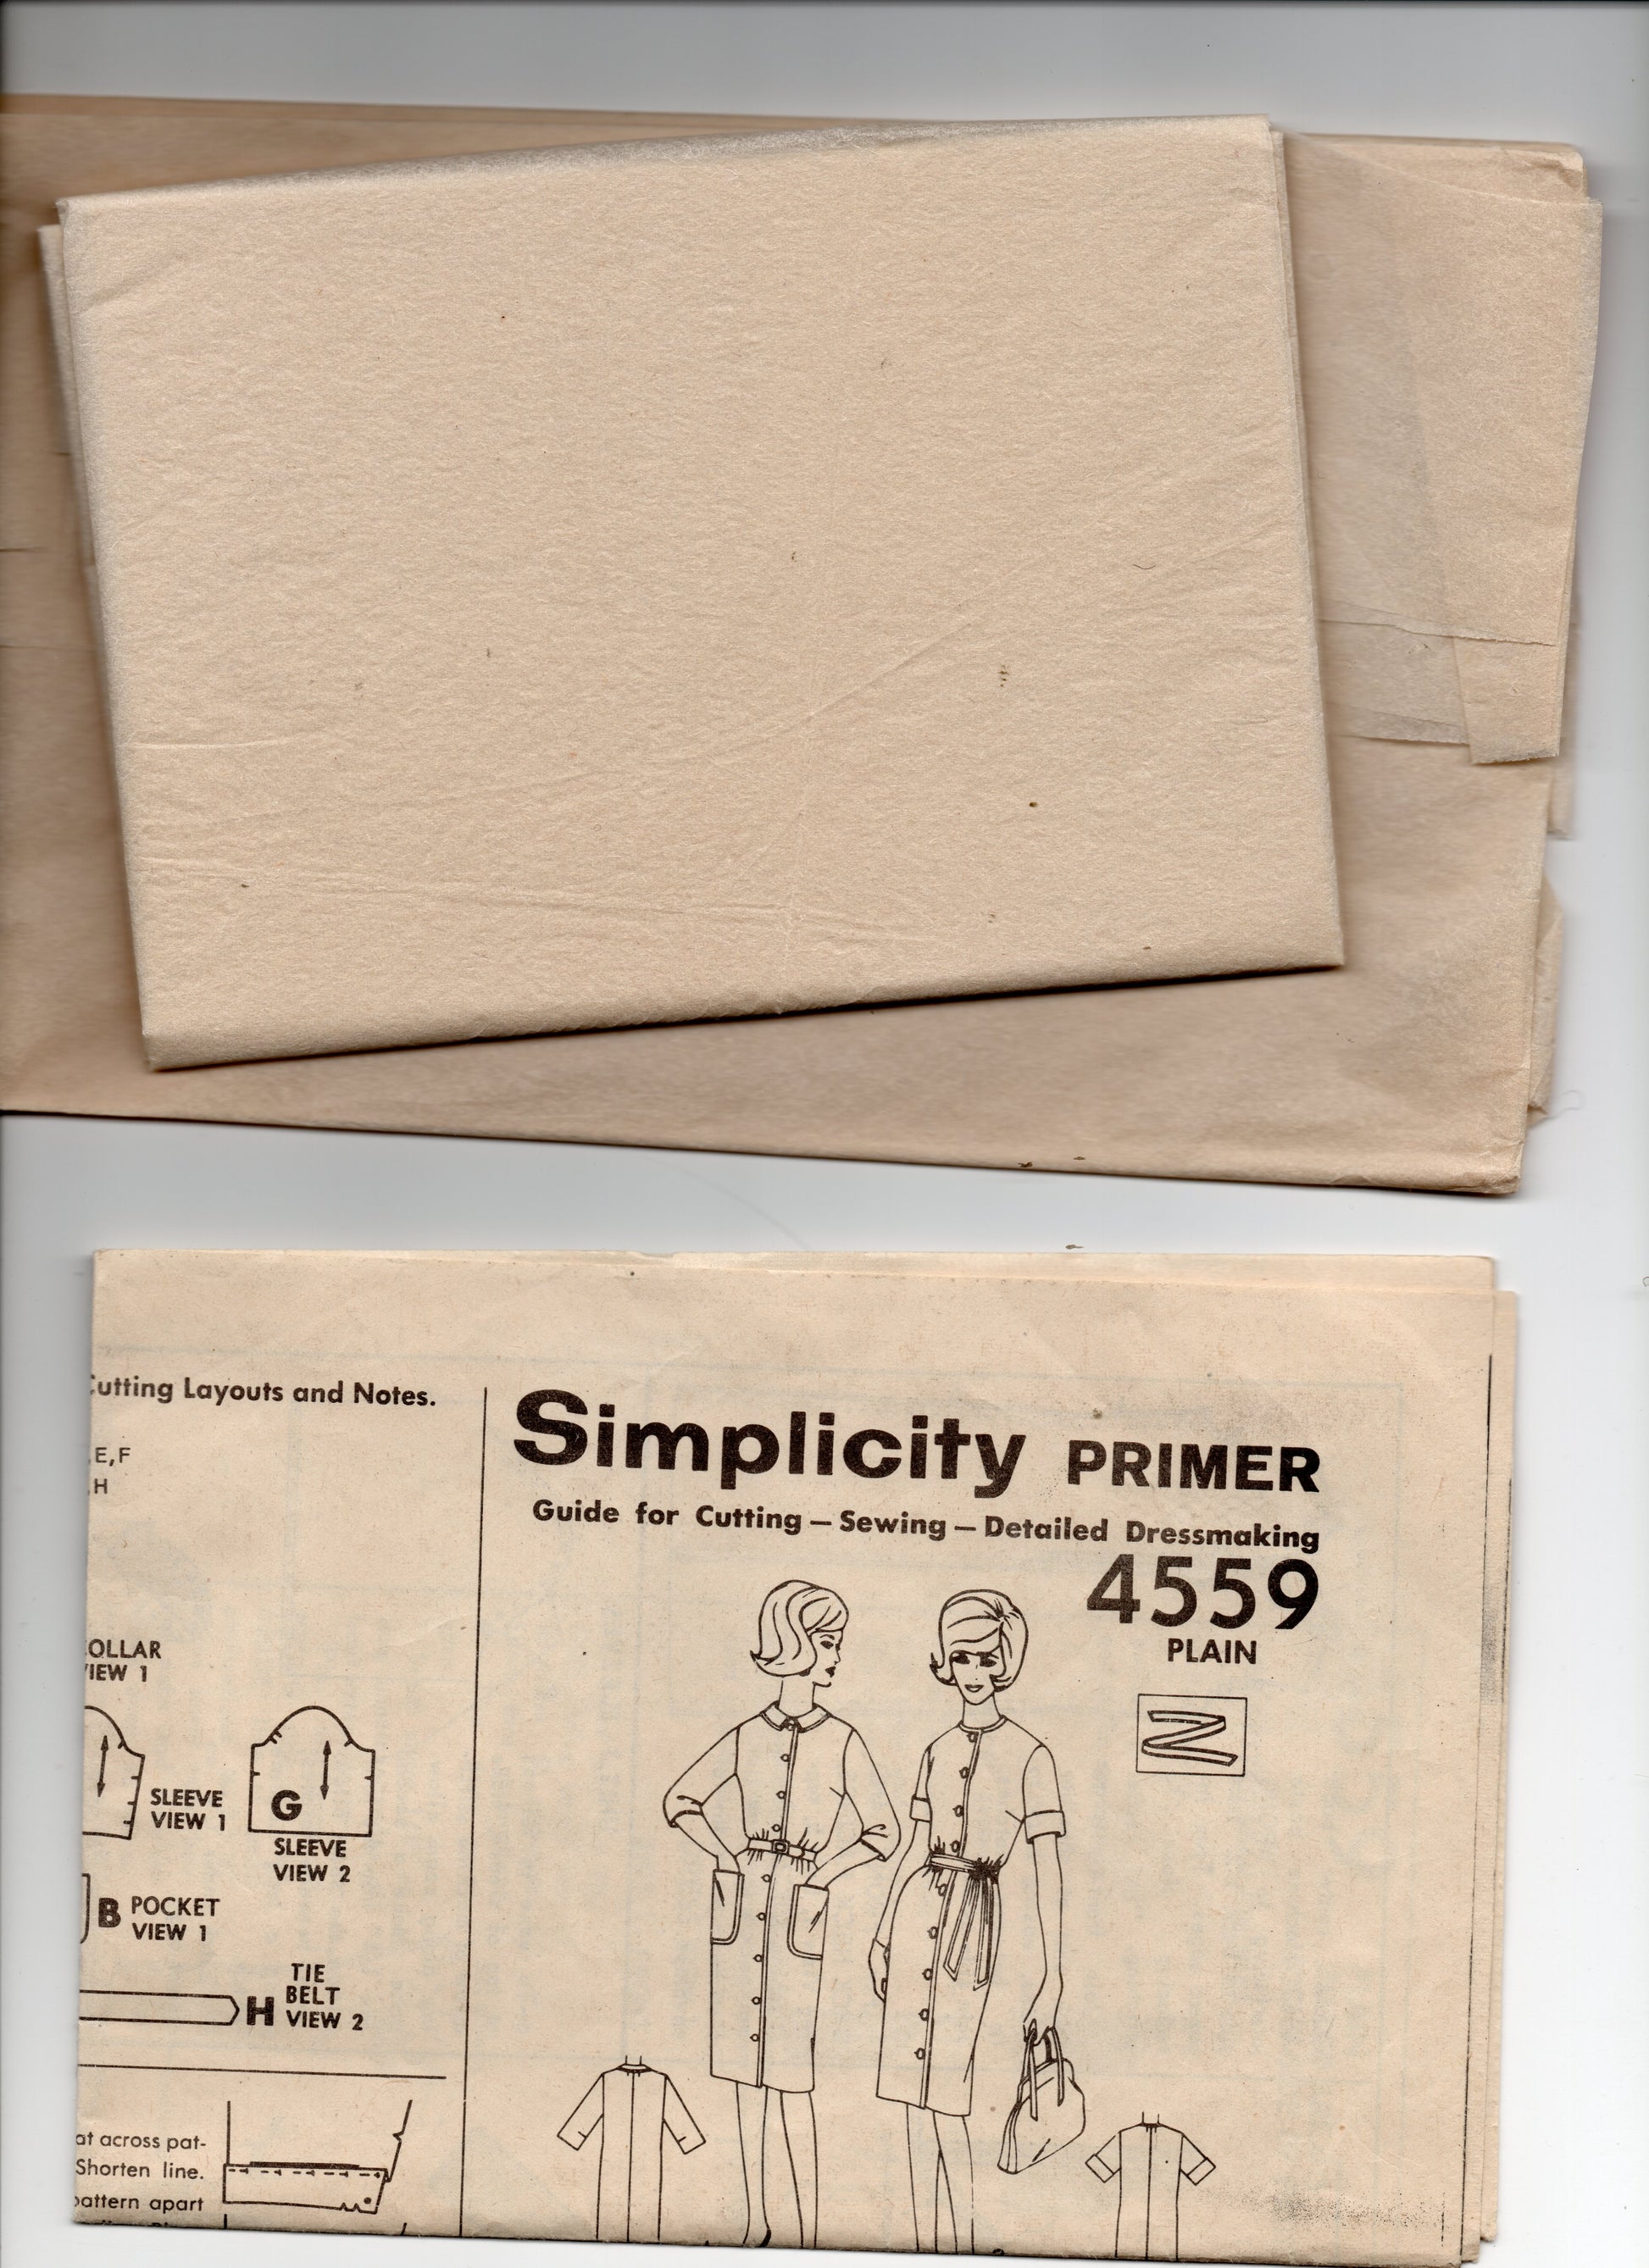 Cutting Layouts and Notes.
E,F
H
COLLAR
VIEW 1
SLEEVE
VIEW 1
G
SLEEVE
VIEW 2
B POCKET
VIEW 1
H TIE
BELT
VIEW 2
at across pat-
Shorten line.
pattern apart
Simplicity PRIMER
Guide for Cutting — Sewing — Detailed Dressmaking
4559
PLAIN